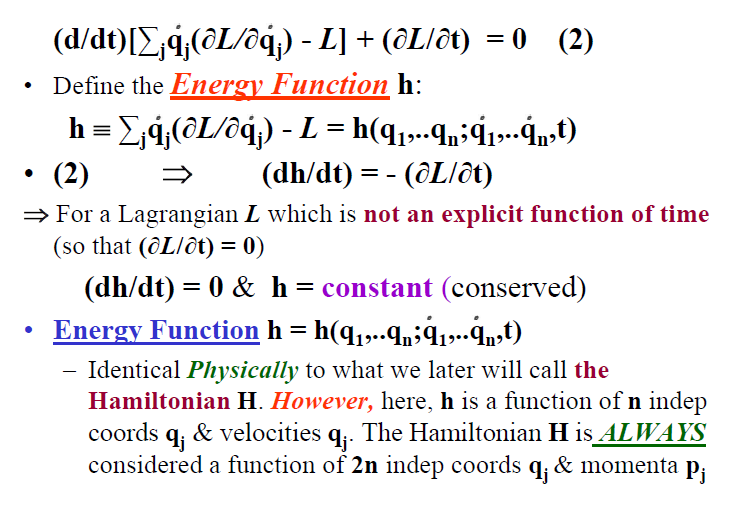 (d/dt)[∑ⱼq̇ⱼ(∂L/∂q̇ⱼ) - L] + (∂L/∂t) = 0 (2)
• Define the Energy Function h:
h ≡ ∑ⱼq̇ⱼ(∂L/∂q̇ⱼ) - L = h(q₁,..qₙ;q̇₁,..q̇ₙ,t)
• (2) ⇒ (dh/dt) = - (∂L/∂t)
⇒ For a Lagrangian L which is not an explicit function of time
(so that (∂L/∂t) = 0)
(dh/dt) = 0 & h = constant (conserved)
• Energy Function h = h(q₁,..qₙ;q̇₁,..q̇ₙ,t)
– Identical Physically to what we later will call the
Hamiltonian H. However, here, h is a function of n indep
coords qⱼ & velocities q̇ⱼ. The Hamiltonian H is ALWAYS
considered a function of 2n indep coords qⱼ & momenta pⱼ